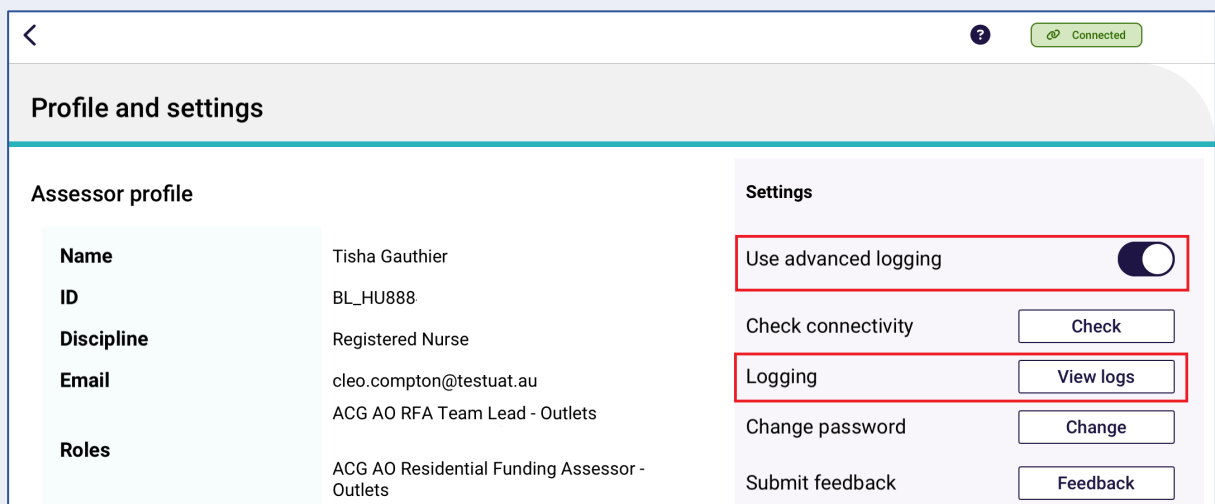 ? Connected
Profile and settings
Assessor profile
Name Tisha Gauthier
ID BL_HU888
Discipline Registered Nurse
Email cleo.compton@testuat.au
Roles ACG AO RFA Team Lead - Outlets
ACG AO Residential Funding Assessor -
Outlets
Settings
Use advanced logging
Check connectivity Check
Logging View logs
Change password Change
Submit feedback Feedback